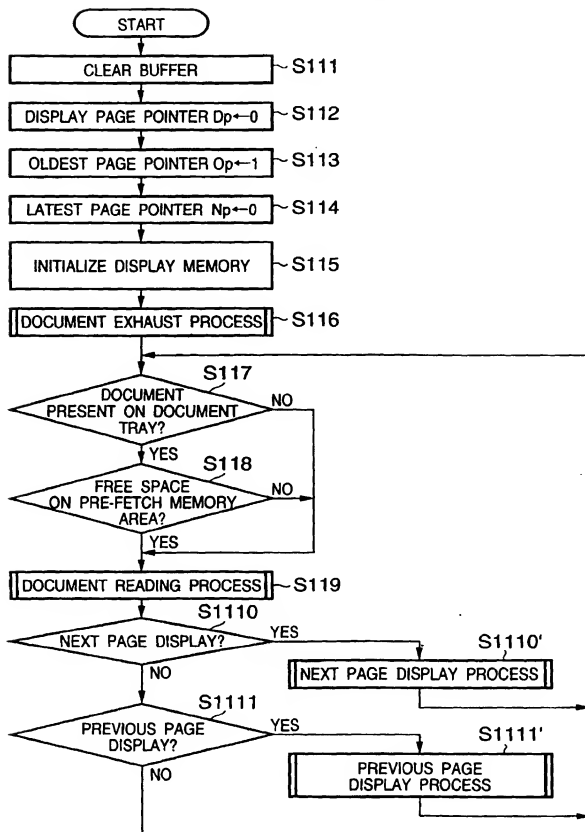 START
CLEAR BUFFER
S111
DISPLAY PAGE POINTER Dp←0
S112
OLDEST PAGE POINTER Op←1
S113
LATEST PAGE POINTER Np←0
S114
INITIALIZE DISPLAY MEMORY
S115
DOCUMENT EXHAUST PROCESS
S116
S117
DOCUMENT
PRESENT ON DOCUMENT
TRAY?
NO
YES
S118
FREE SPACE
ON PRE-FETCH MEMORY
AREA?
NO
YES
DOCUMENT READING PROCESS
S119
S1110
NEXT PAGE DISPLAY?
YES
NO
S1110'
NEXT PAGE DISPLAY PROCESS
S1111
PREVIOUS PAGE
DISPLAY?
YES
NO
S1111'
PREVIOUS PAGE
DISPLAY PROCESS